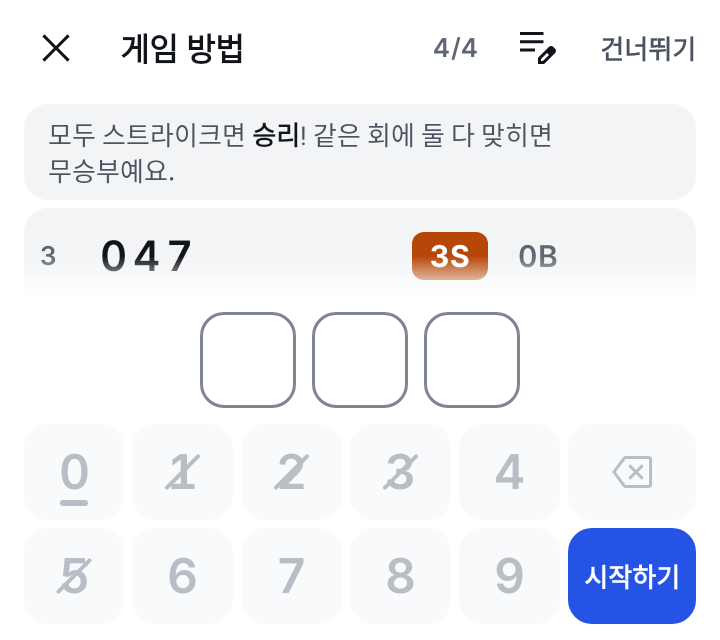 게임 방법 4/4 건너뛰기
모두 스트라이크면 승리! 같은 회에 둘 다 맞히면
무승부예요.
3 047 3S 0B
0 1 2 3 4
5 6 7 8 9 시작하기